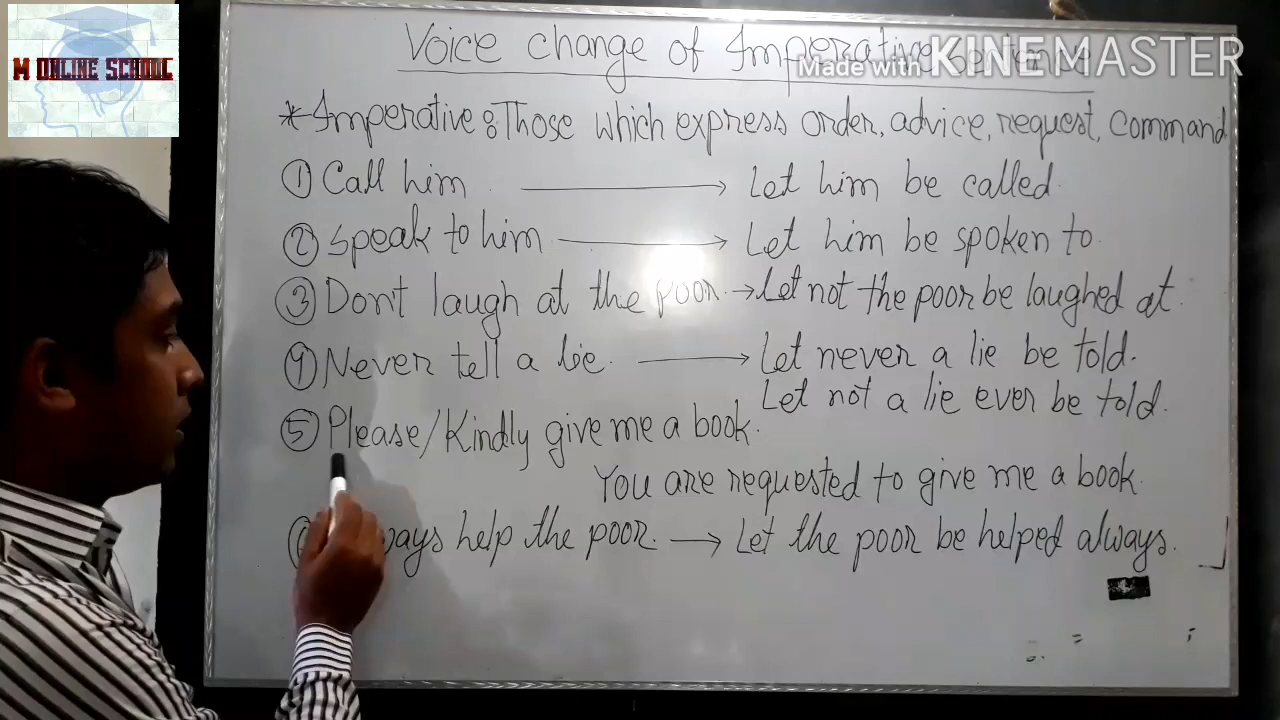 M ONLINE SCHOOL
Voice change of Imperative Sentence
Made with KINEMASTER
*Imperative: Those which express order, advice, request, command
① Call him → Let him be called.
② Speak to him → Let him be spoken to.
③ Don't laugh at the poor. → Let not the poor be laughed at.
④ Never tell a lie. → Let never a lie be told.
Let not a lie ever be told.
⑤ Please/Kindly give me a book.
You are requested to give me a book.
help the poor. → Let the poor be helped always.